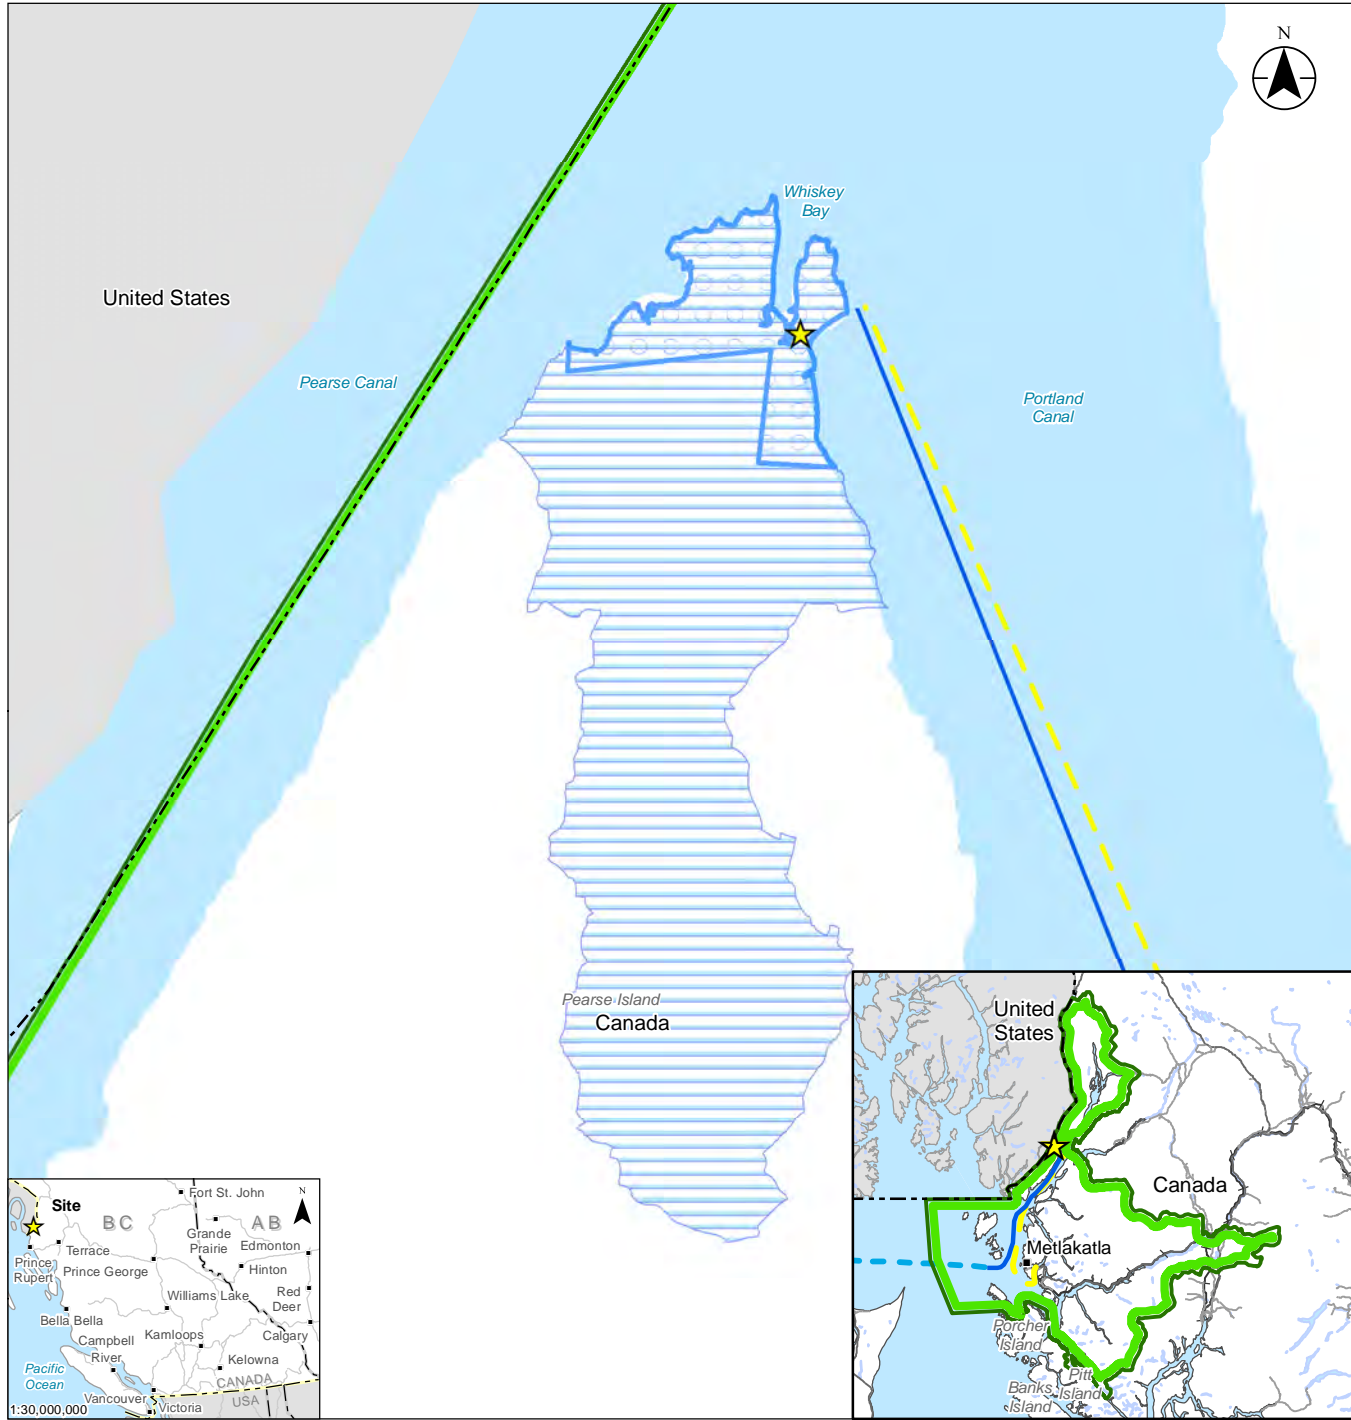 N
Whiskey
Bay
United States
Pearse Canal
Portland
Canal
Pearse Island
Canada
United
States
Canada
Metlakatla
Porcher
Island
Pitt
Island
Banks
Island
Site
N
Fort St. John
BC
AB
Grande
Prairie
Edmonton
Terrace
Prince
Rupert
Prince George
Hinton
Williams Lake
Red
Deer
Bella Bella
Campbell
River
Kamloops
Calgary
Kelowna
Pacific
Ocean
CANADA
USA
Vancouver
Victoria
1:30,000,000